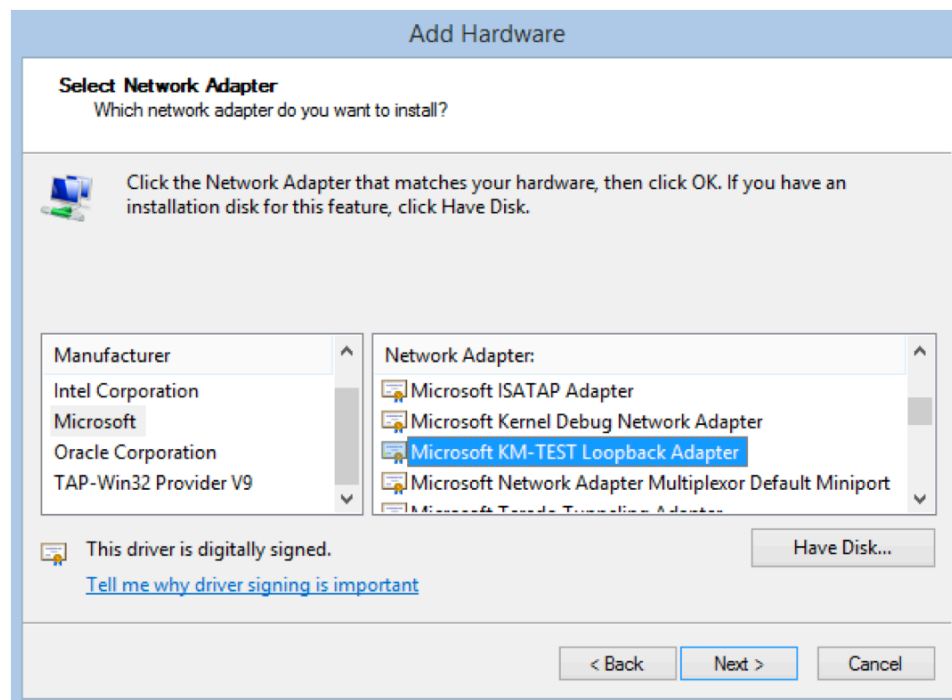 Add Hardware
Select Network Adapter
Which network adapter do you want to install?
Click the Network Adapter that matches your hardware, then click OK. If you have an
installation disk for this feature, click Have Disk.
Manufacturer
Intel Corporation
Microsoft
Oracle Corporation
TAP-Win32 Provider V9
Network Adapter:
Microsoft ISATAP Adapter
Microsoft Kernel Debug Network Adapter
Microsoft KM-TEST Loopback Adapter
Microsoft Network Adapter Multiplexor Default Miniport
Microsoft Teredo Tunneling Adapter
This driver is digitally signed.
Have Disk...
Tell me why driver signing is important
< Back
Next >
Cancel